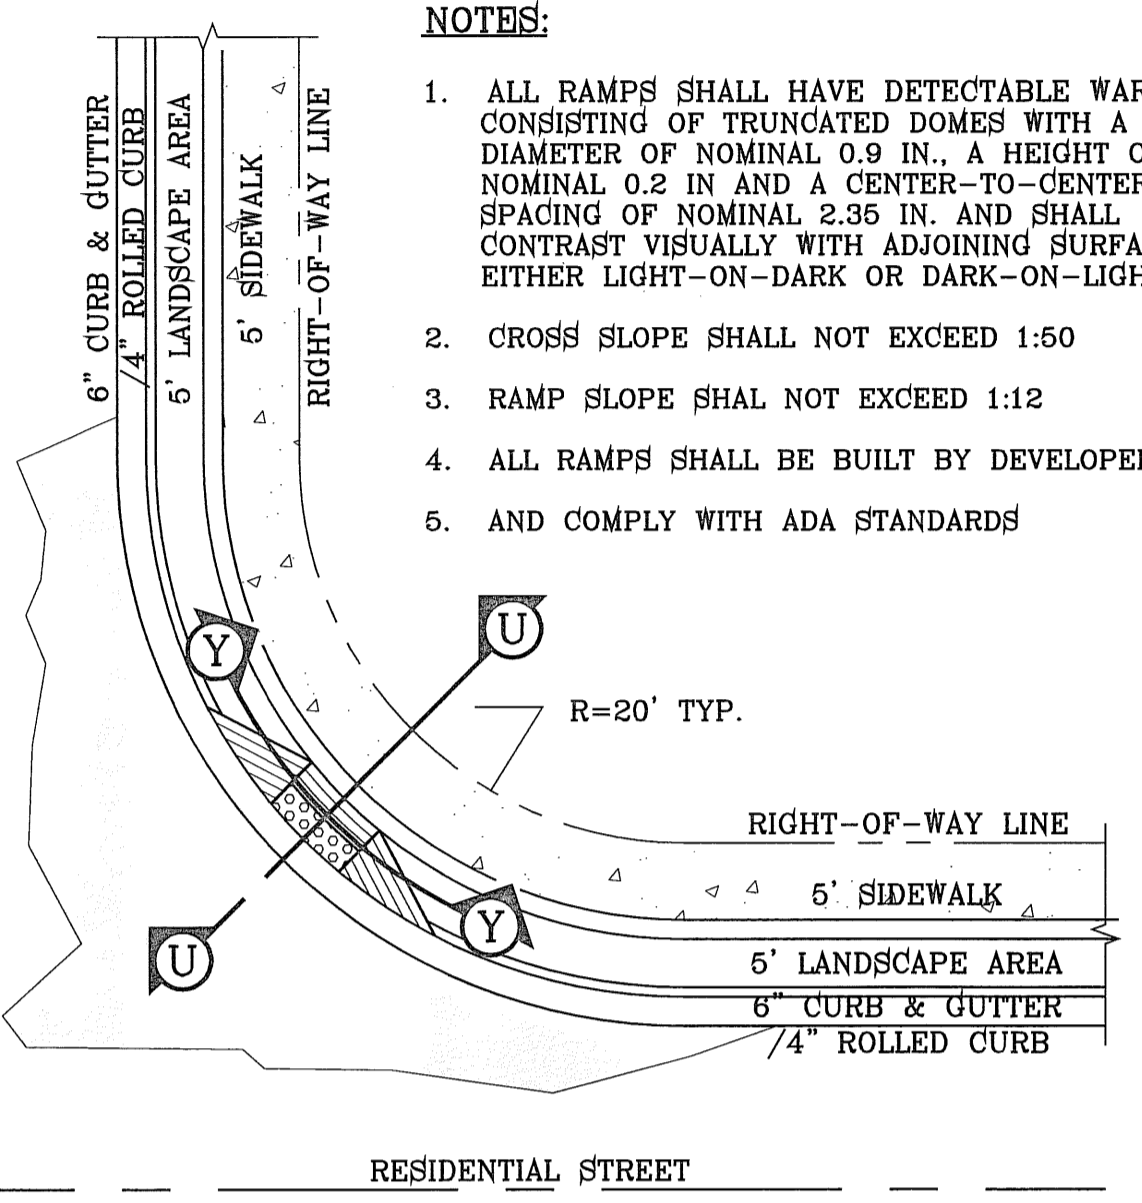 NOTES:
1. ALL RAMPS SHALL HAVE DETECTABLE WAR
CONSISTING OF TRUNCATED DOMES WITH A
DIAMETER OF NOMINAL 0.9 IN., A HEIGHT O
NOMINAL 0.2 IN AND A CENTER-TO-CENTER
SPACING OF NOMINAL 2.35 IN. AND SHALL
CONTRAST VISUALLY WITH ADJOINING SURFA
EITHER LIGHT-ON-DARK OR DARK-ON-LIGH
2. CROSS SLOPE SHALL NOT EXCEED 1:50
3. RAMP SLOPE SHAL NOT EXCEED 1:12
4. ALL RAMPS SHALL BE BUILT BY DEVELOPE
5. AND COMPLY WITH ADA STANDARDS
6" CURB & GUTTER
/4" ROLLED CURB
5' LANDSCAPE AREA
5' SIDEWALK
RIGHT-OF-WAY LINE
U
Y
R=20' TYP.
RIGHT-OF-WAY LINE
5' SIDEWALK
Y
U
5' LANDSCAPE AREA
6" CURB & GUTTER
/4" ROLLED CURB
RESIDENTIAL STREET